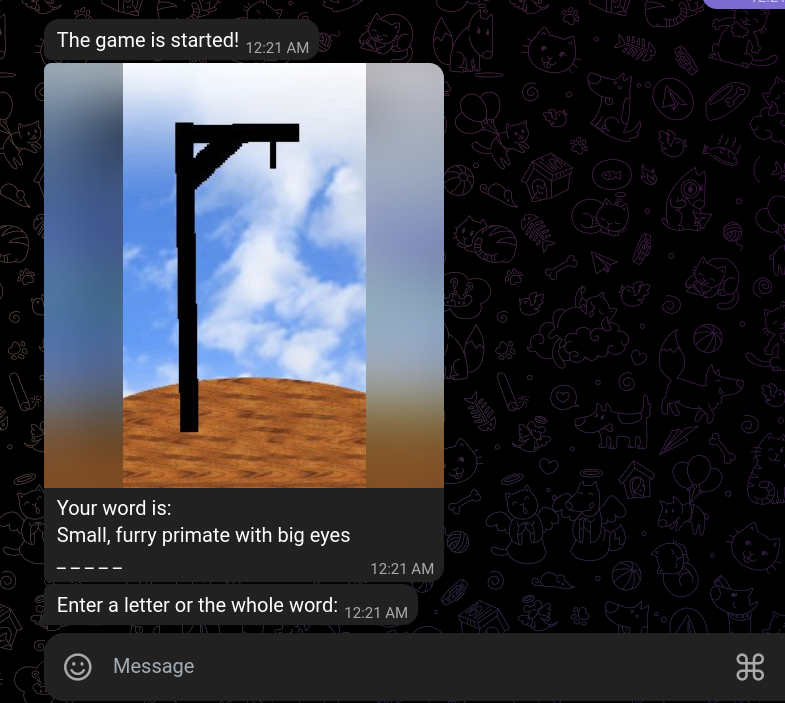 The game is started! 12:21 AM
Your word is:
Small, furry primate with big eyes
_ _ _ _ _ 12:21 AM
Enter a letter or the whole word: 12:21 AM
Message